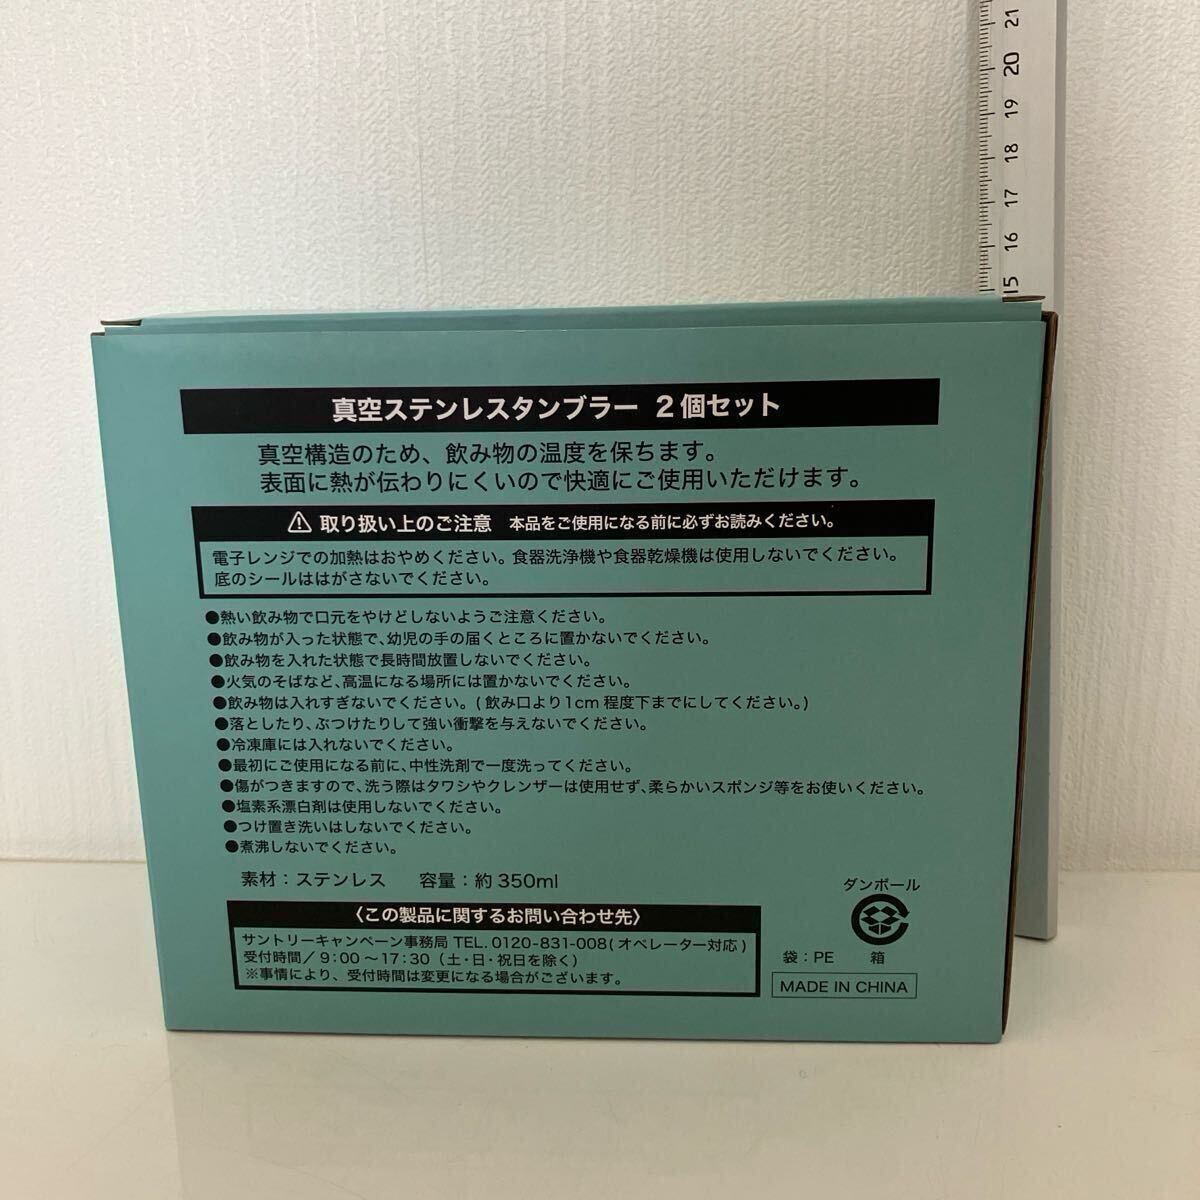 真空ステンレスタンブラー 2個セット
真空構造のため、飲み物の温度を保ちます。
表面に熱が伝わりにくいので快適にご使用いただけます。
⚠ 取り扱い上のご注意 本品をご使用になる前に必ずお読みください。
電子レンジでの加熱はおやめください。食器洗浄機や食器乾燥機は使用しないでください。
底のシールははがさないでください。
●熱い飲み物で口元をやけどしないようご注意ください。
●飲み物が入った状態で、幼児の手の届くところに置かないでください。
●飲み物を入れた状態で長時間放置しないでください。
●火気のそばなど、高温になる場所には置かないでください。
●飲み物は入れすぎないでください。(飲み口より1cm程度下までにしてください。)
●落としたり、ぶつけたりして強い衝撃を与えないでください。
●冷凍庫には入れないでください。
●最初にご使用になる前に、中性洗剤で一度洗ってください。
●傷がつきますので、洗う際はタワシやクレンザーは使用せず、柔らかいスポンジ等をお使いください。
●塩素系漂白剤は使用しないでください。
●つけ置き洗いはしないでください。
●煮沸しないでください。
素材：ステンレス 容量：約350ml
〈この製品に関するお問い合わせ先〉
サントリーキャンペーン事務局 TEL. 0120-831-008(オペレーター対応)
受付時間／9:00～17:30（土・日・祝日を除く）
※事情により、受付時間は変更になる場合がございます。
ダンボール
袋：PE 箱
MADE IN CHINA
21
20
19
18
17
16
15